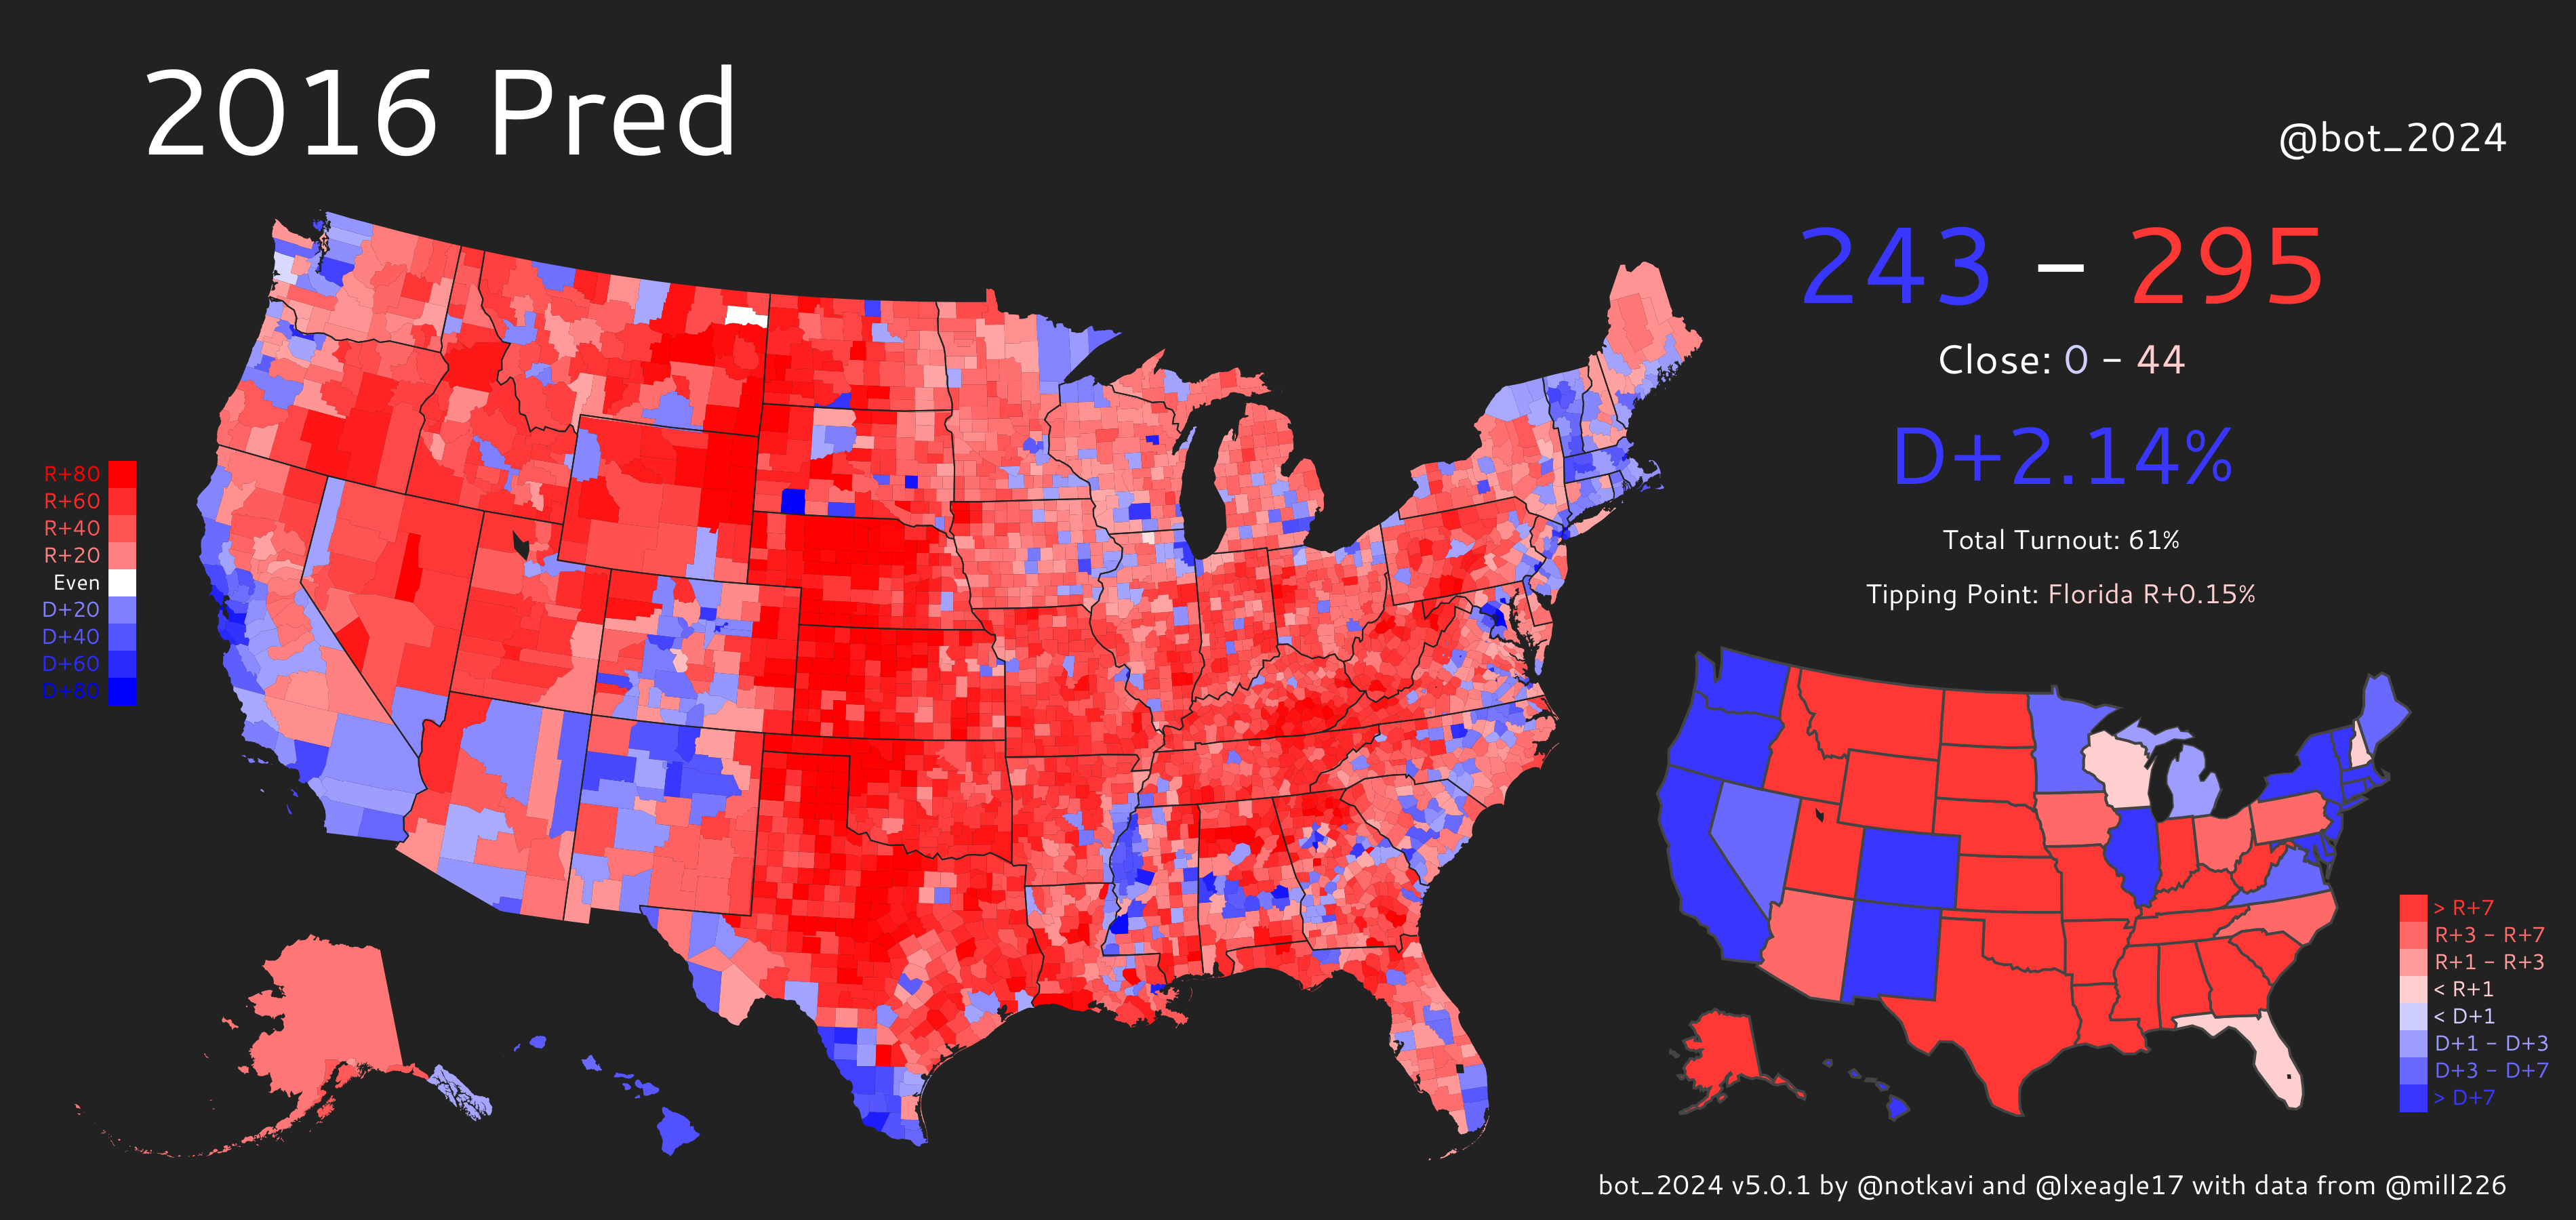 2016 Pred
@bot_2024
243 – 295
Close: 0 – 44
D+2.14%
Total Turnout: 61%
Tipping Point: Florida R+0.15%
R+80
R+60
R+40
R+20
Even
D+20
D+40
D+60
D+80
> R+7
R+3 – R+7
R+1 – R+3
< R+1
< D+1
D+1 – D+3
D+3 – D+7
> D+7
bot_2024 v5.0.1 by @notkavi and @lxeagle17 with data from @mill226